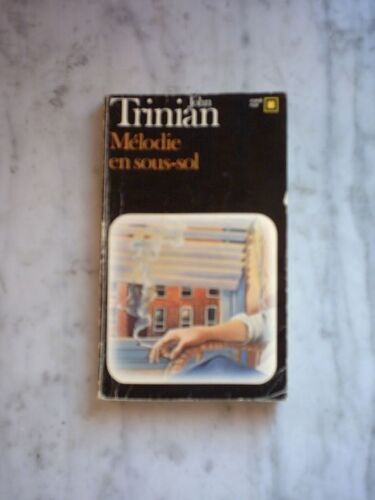 John
Trinian
Mélodie
en sous-sol